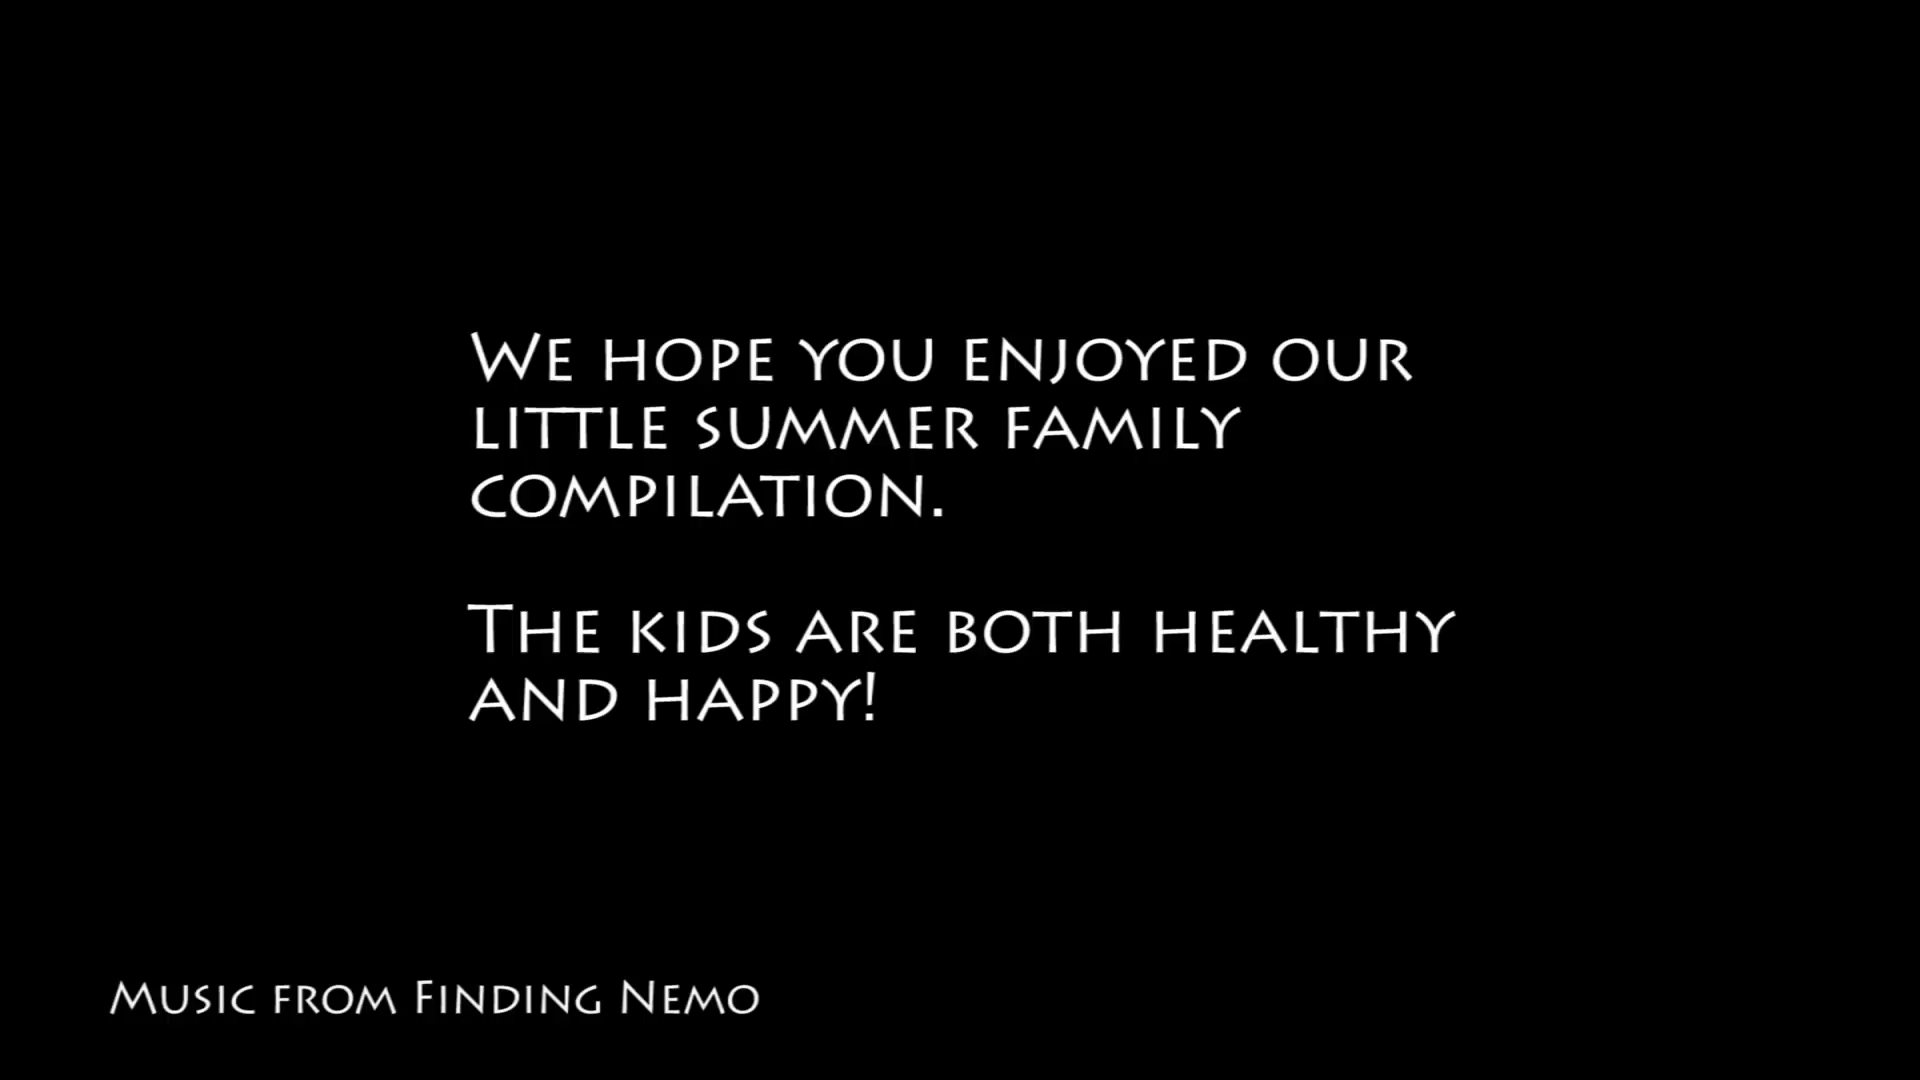 We hope you enjoyed our
little summer family
compilation.
The kids are both healthy
and happy!
Music from Finding Nemo